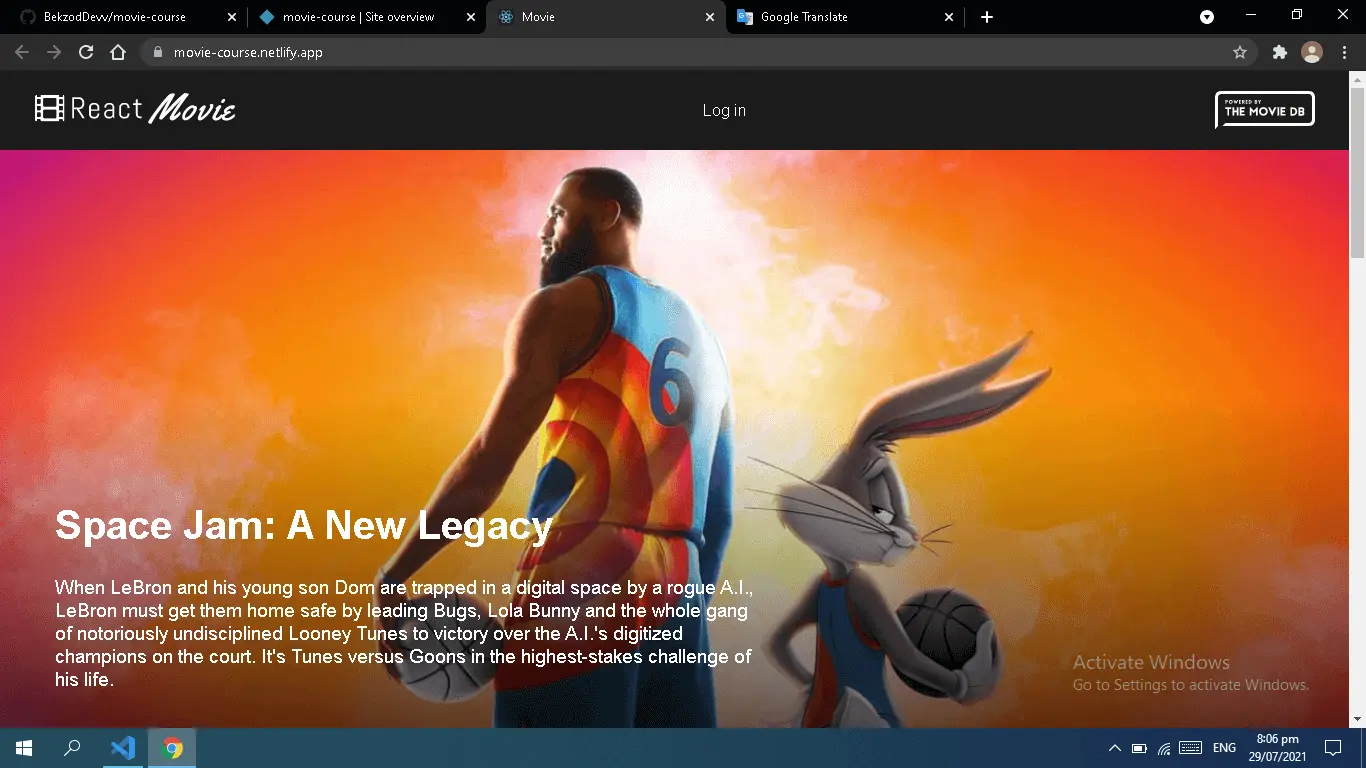 BekzodDevv/movie-course
movie-course | Site overview
Movie
Google Translate
movie-course.netlify.app
React Movie
Log in
POWERED BY
THE MOVIE DB
6
Space Jam: A New Legacy
When LeBron and his young son Dom are trapped in a digital space by a rogue A.I.,
LeBron must get them home safe by leading Bugs, Lola Bunny and the whole gang
of notoriously undisciplined Looney Tunes to victory over the A.I.'s digitized
champions on the court. It's Tunes versus Goons in the highest-stakes challenge of
his life.
Activate Windows
Go to Settings to activate Windows.
ENG
8:06 pm
29/07/2021